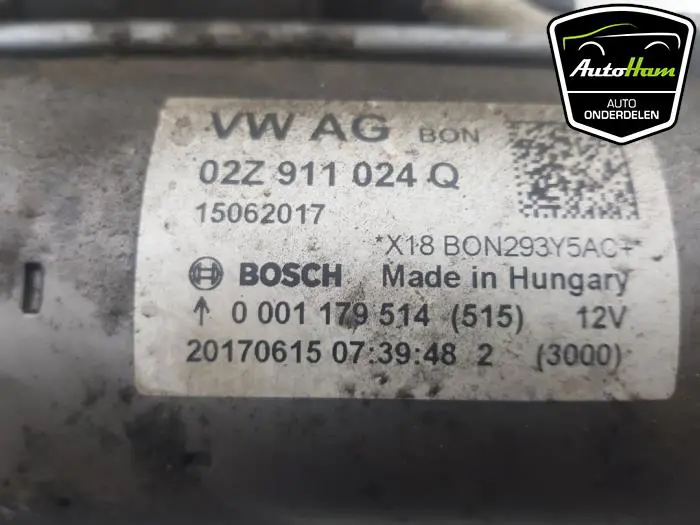 AutoHam
AUTO
ONDERDELEN
VW AG BON
02Z 911 024 Q
15062017
*X18 BON293Y5AC+*
BOSCH Made in Hungary
↑ 0 001 179 514 (515) 12V
20170615 07:39:48 2 (3000)